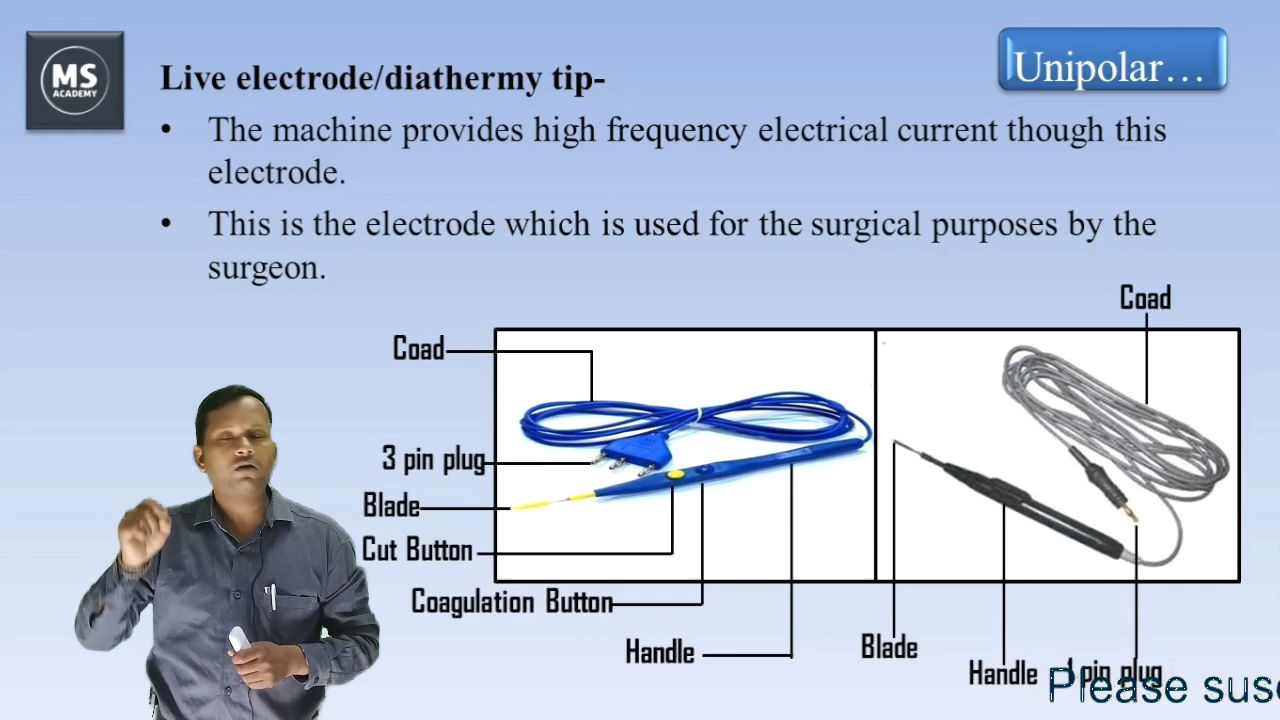 MS
ACADEMY
Unipolar…
Live electrode/diathermy tip-
• The machine provides high frequency electrical current though this
electrode.
• This is the electrode which is used for the surgical purposes by the
surgeon.
Coad
Coad
3 pin plug
Blade
Cut Button
Coagulation Button
Handle
Blade
Handle
1 pin plug
Please